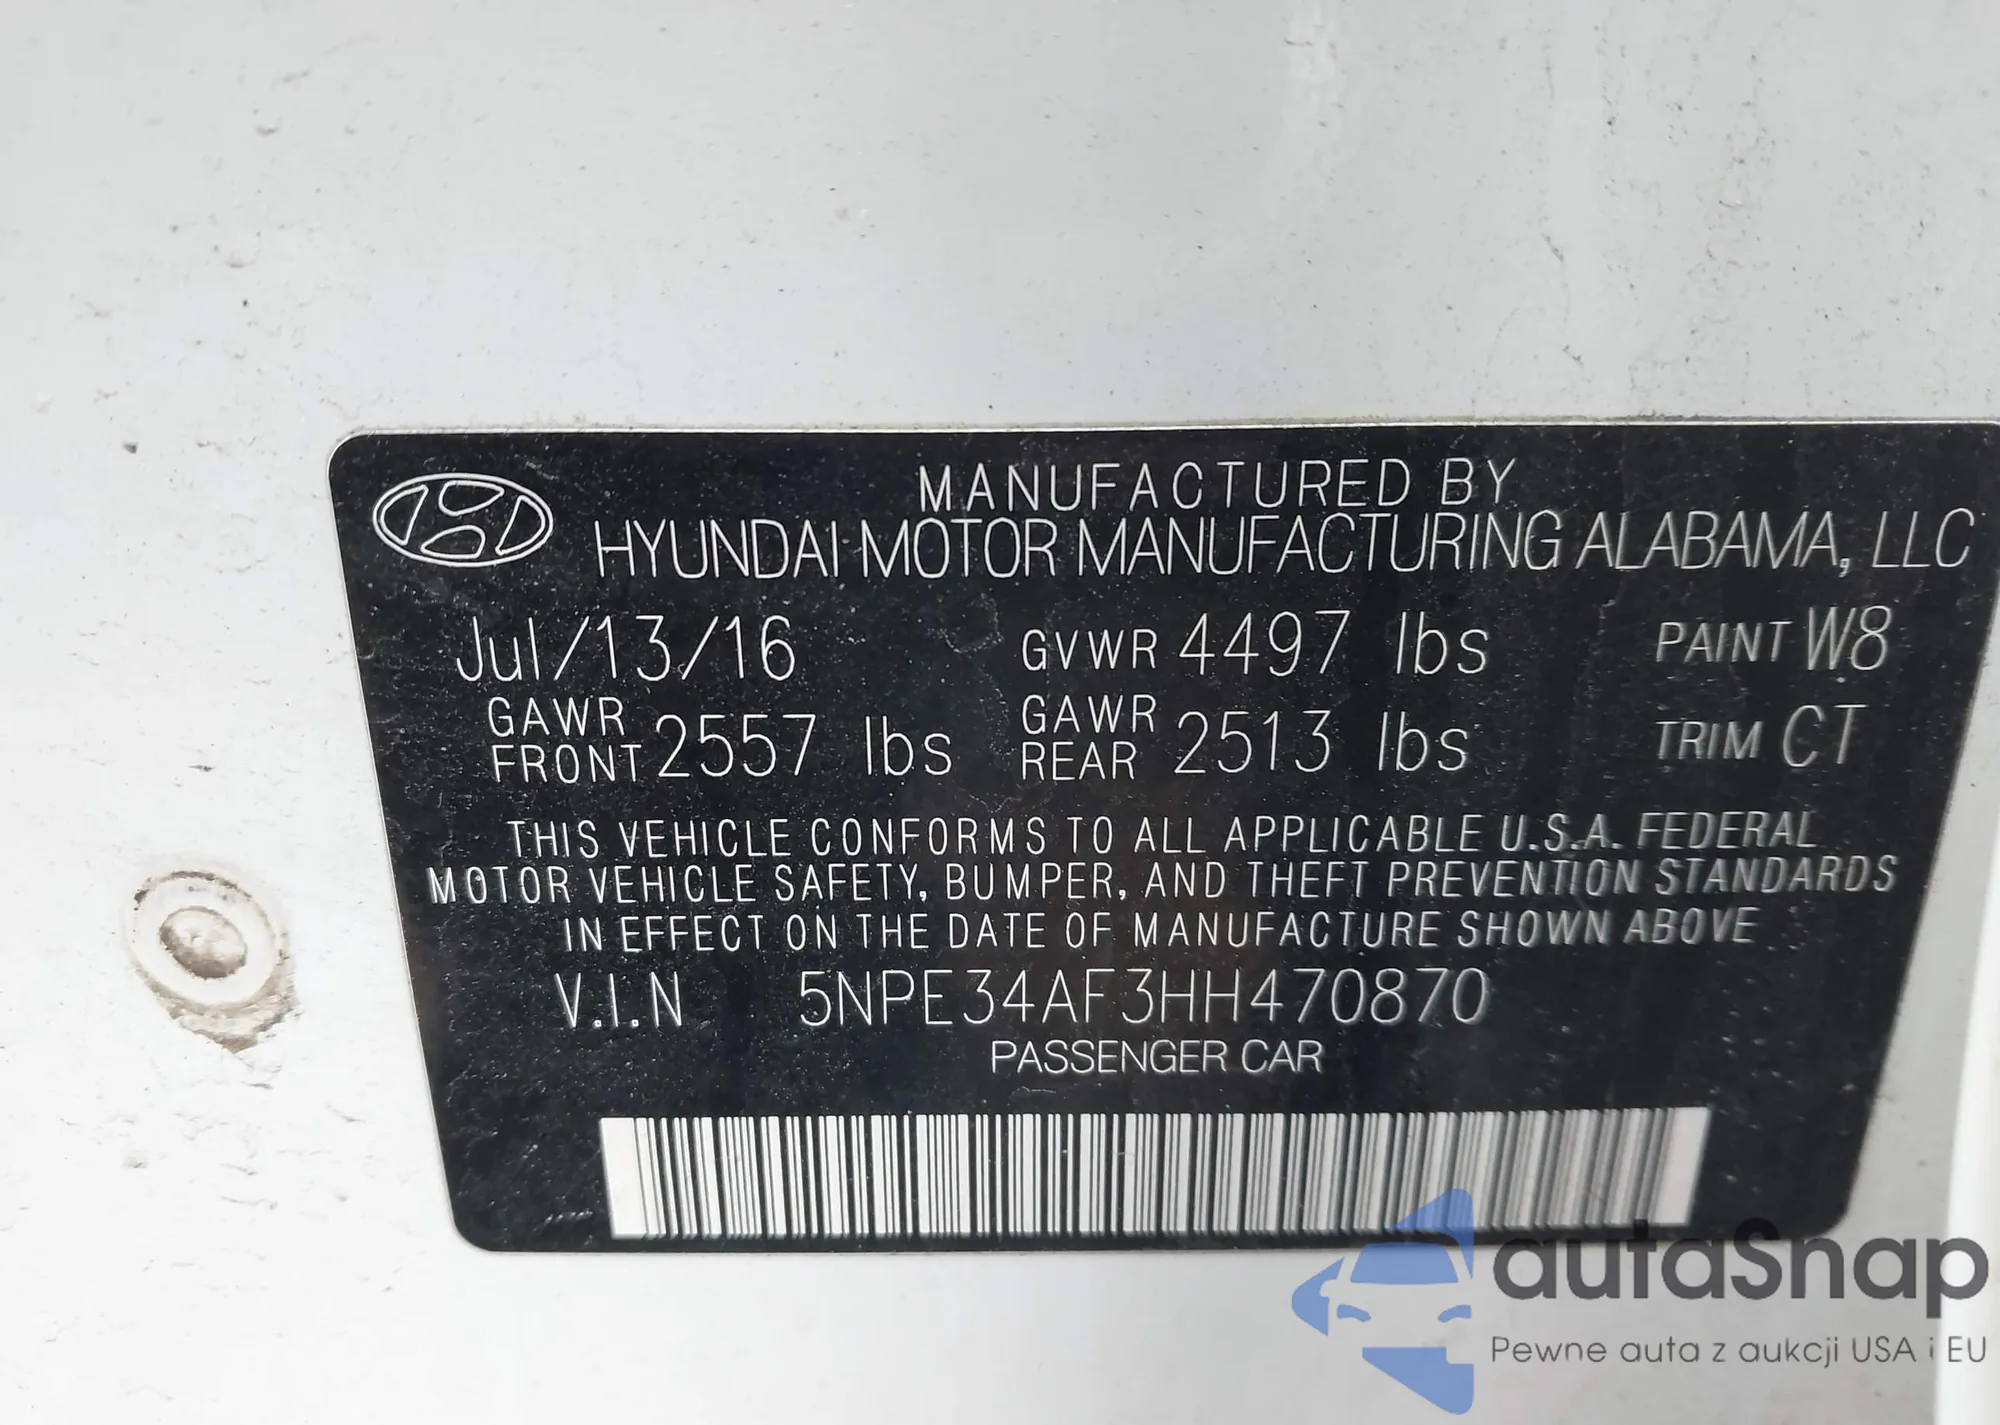 MANUFACTURED BY
HYUNDAI MOTOR MANUFACTURING ALABAMA, LLC
Jul/13/16 GVWR 4497 lbs PAINT W8
GAWR FRONT 2557 lbs GAWR REAR 2513 lbs TRIM CT
THIS VEHICLE CONFORMS TO ALL APPLICABLE U.S.A. FEDERAL
MOTOR VEHICLE SAFETY, BUMPER, AND THEFT PREVENTION STANDARDS
IN EFFECT ON THE DATE OF MANUFACTURE SHOWN ABOVE
V.I.N 5NPE34AF3HH470870
PASSENGER CAR
autaSnap
Pewne auta z aukcji USA i EU